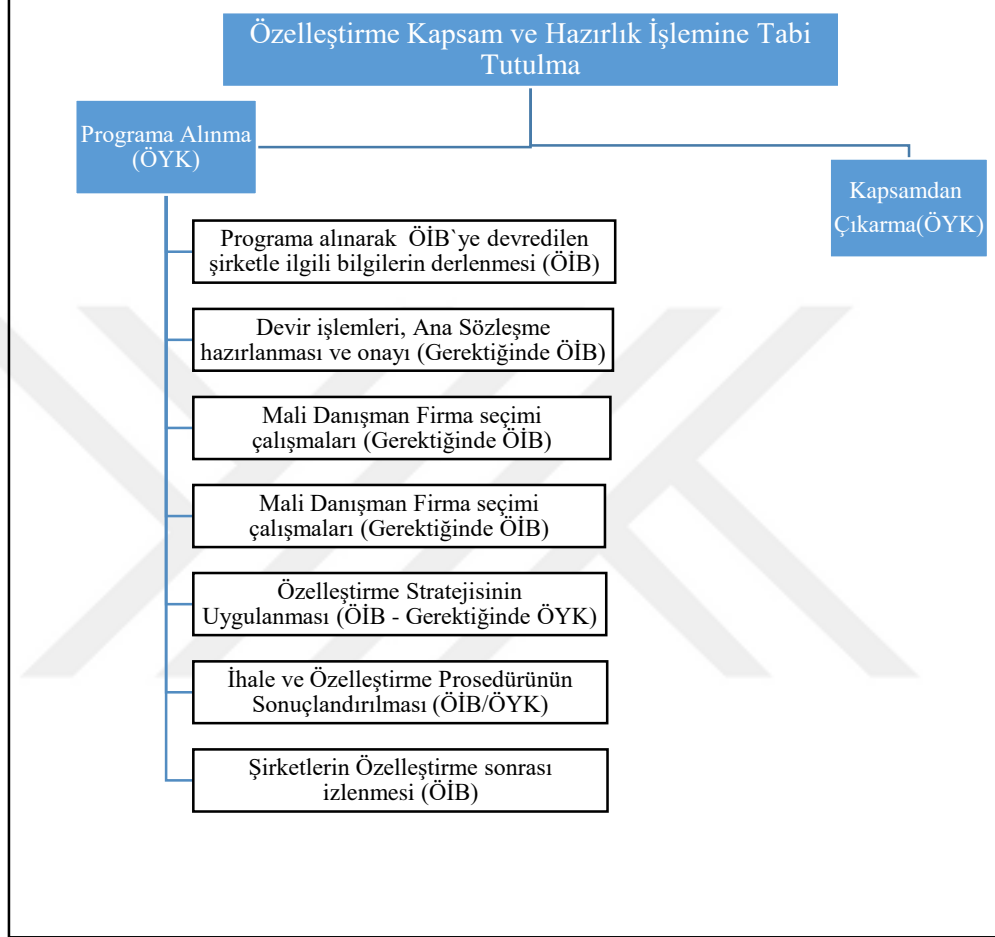 Özelleştirme Kapsam ve Hazırlık İşlemine Tabi
Tutulma
Programa Alınma
(ÖYK)
Kapsamdan
Çıkarma(ÖYK)
Programa alınarak ÖİB`ye devredilen
şirketle ilgili bilgilerin derlenmesi (ÖİB)
Devir işlemleri, Ana Sözleşme
hazırlanması ve onayı (Gerektiğinde ÖİB)
Mali Danışman Firma seçimi
çalışmaları (Gerektiğinde ÖİB)
Mali Danışman Firma seçimi
çalışmaları (Gerektiğinde ÖİB)
Özelleştirme Stratejisinin
Uygulanması (ÖİB - Gerektiğinde ÖYK)
İhale ve Özelleştirme Prosedürünün
Sonuçlandırılması (ÖİB/ÖYK)
Şirketlerin Özelleştirme sonrası
izlenmesi (ÖİB)